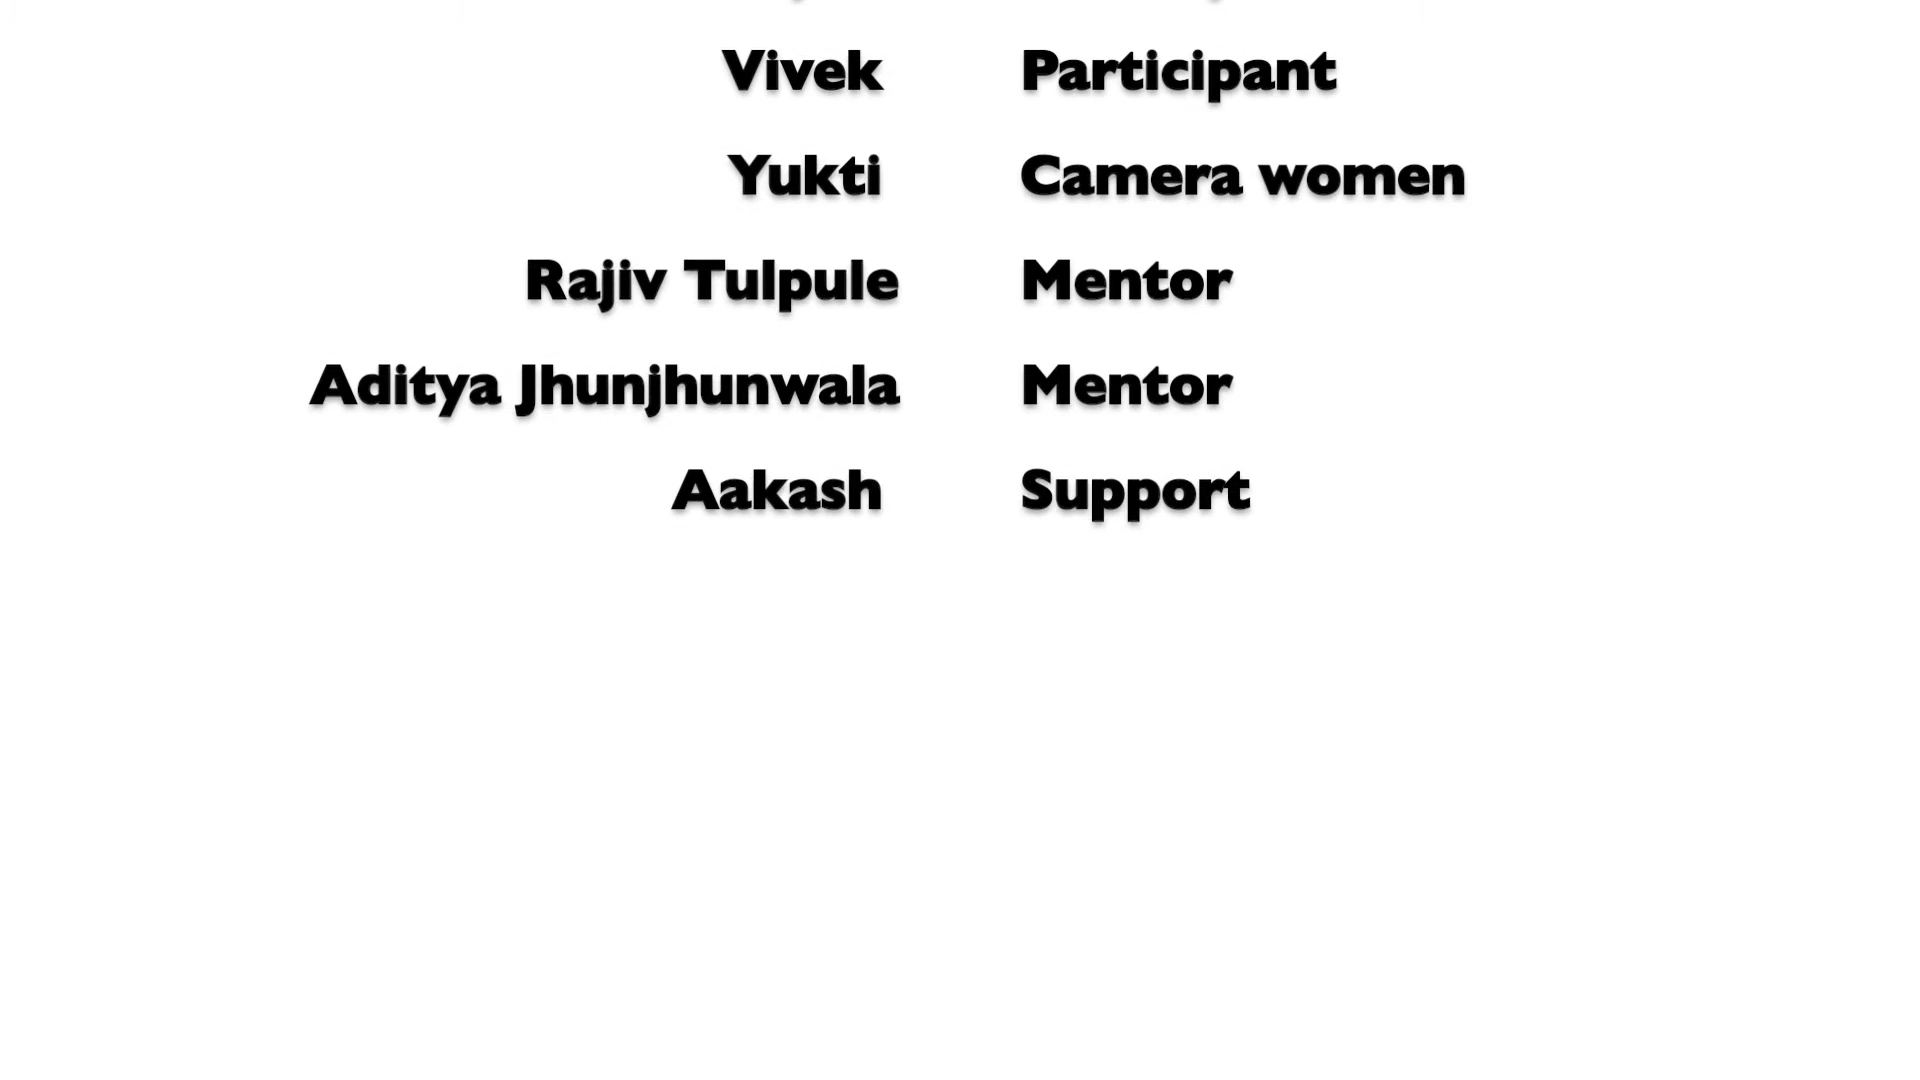 Vivek Participant
Yukti Camera women
Rajiv Tulpule Mentor
Aditya Jhunjhunwala Mentor
Aakash Support